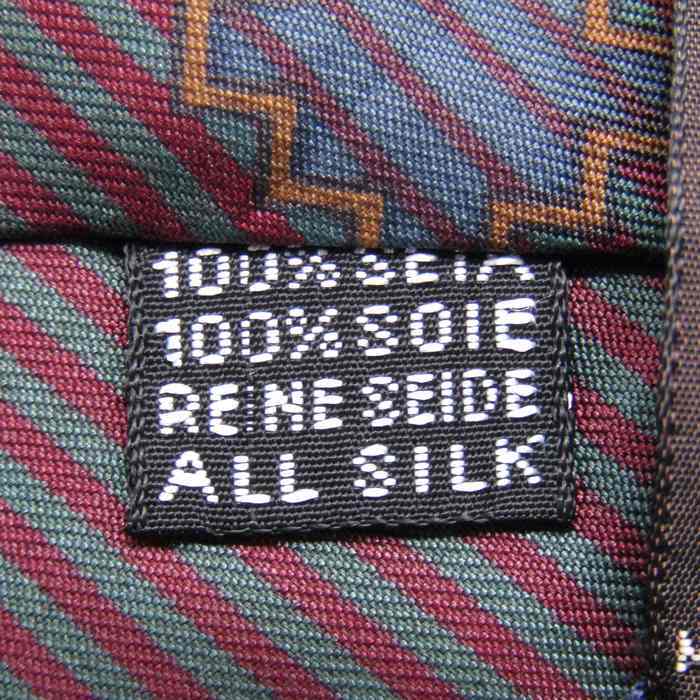 100% SETA
100% SOIE
REINE SEIDE
ALL SILK